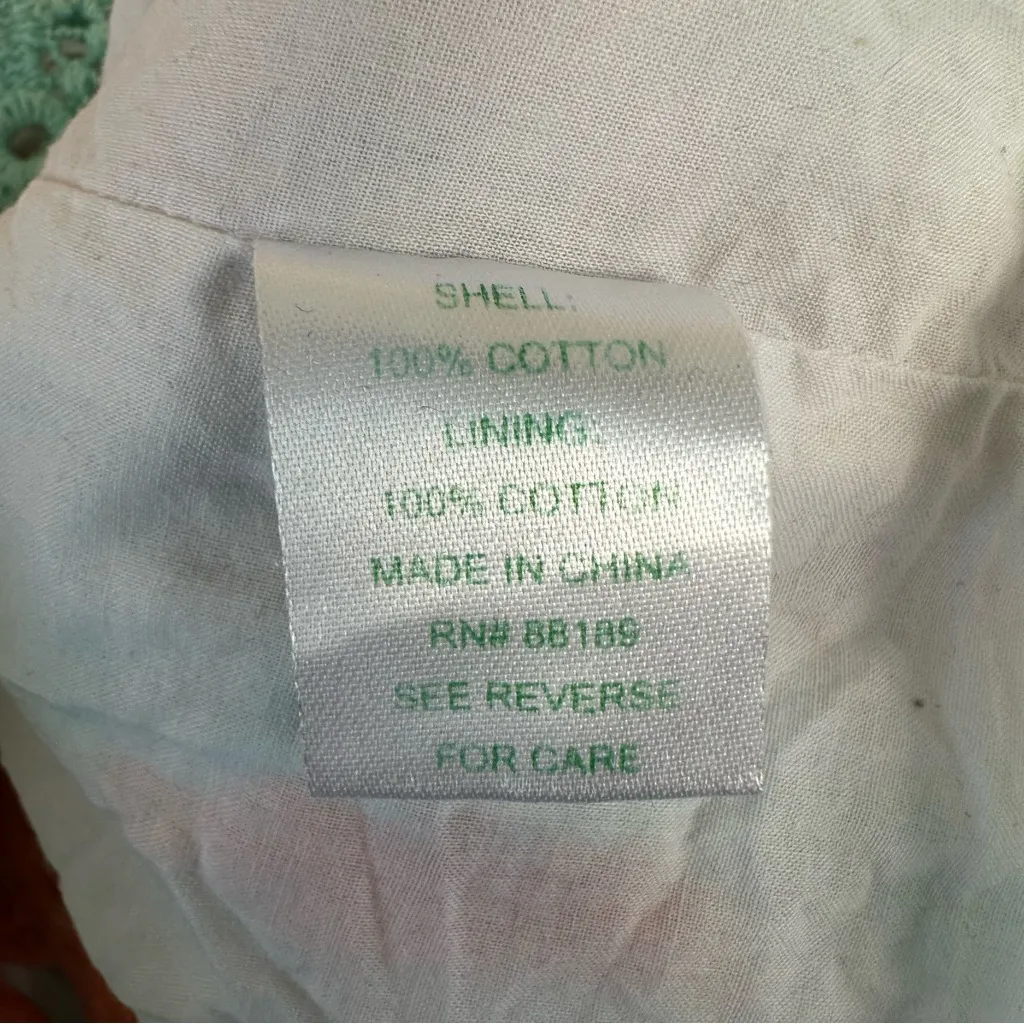 SHELL:
100% COTTON
LINING:
100% COTTON
MADE IN CHINA
RN# 88189
SEE REVERSE
FOR CARE